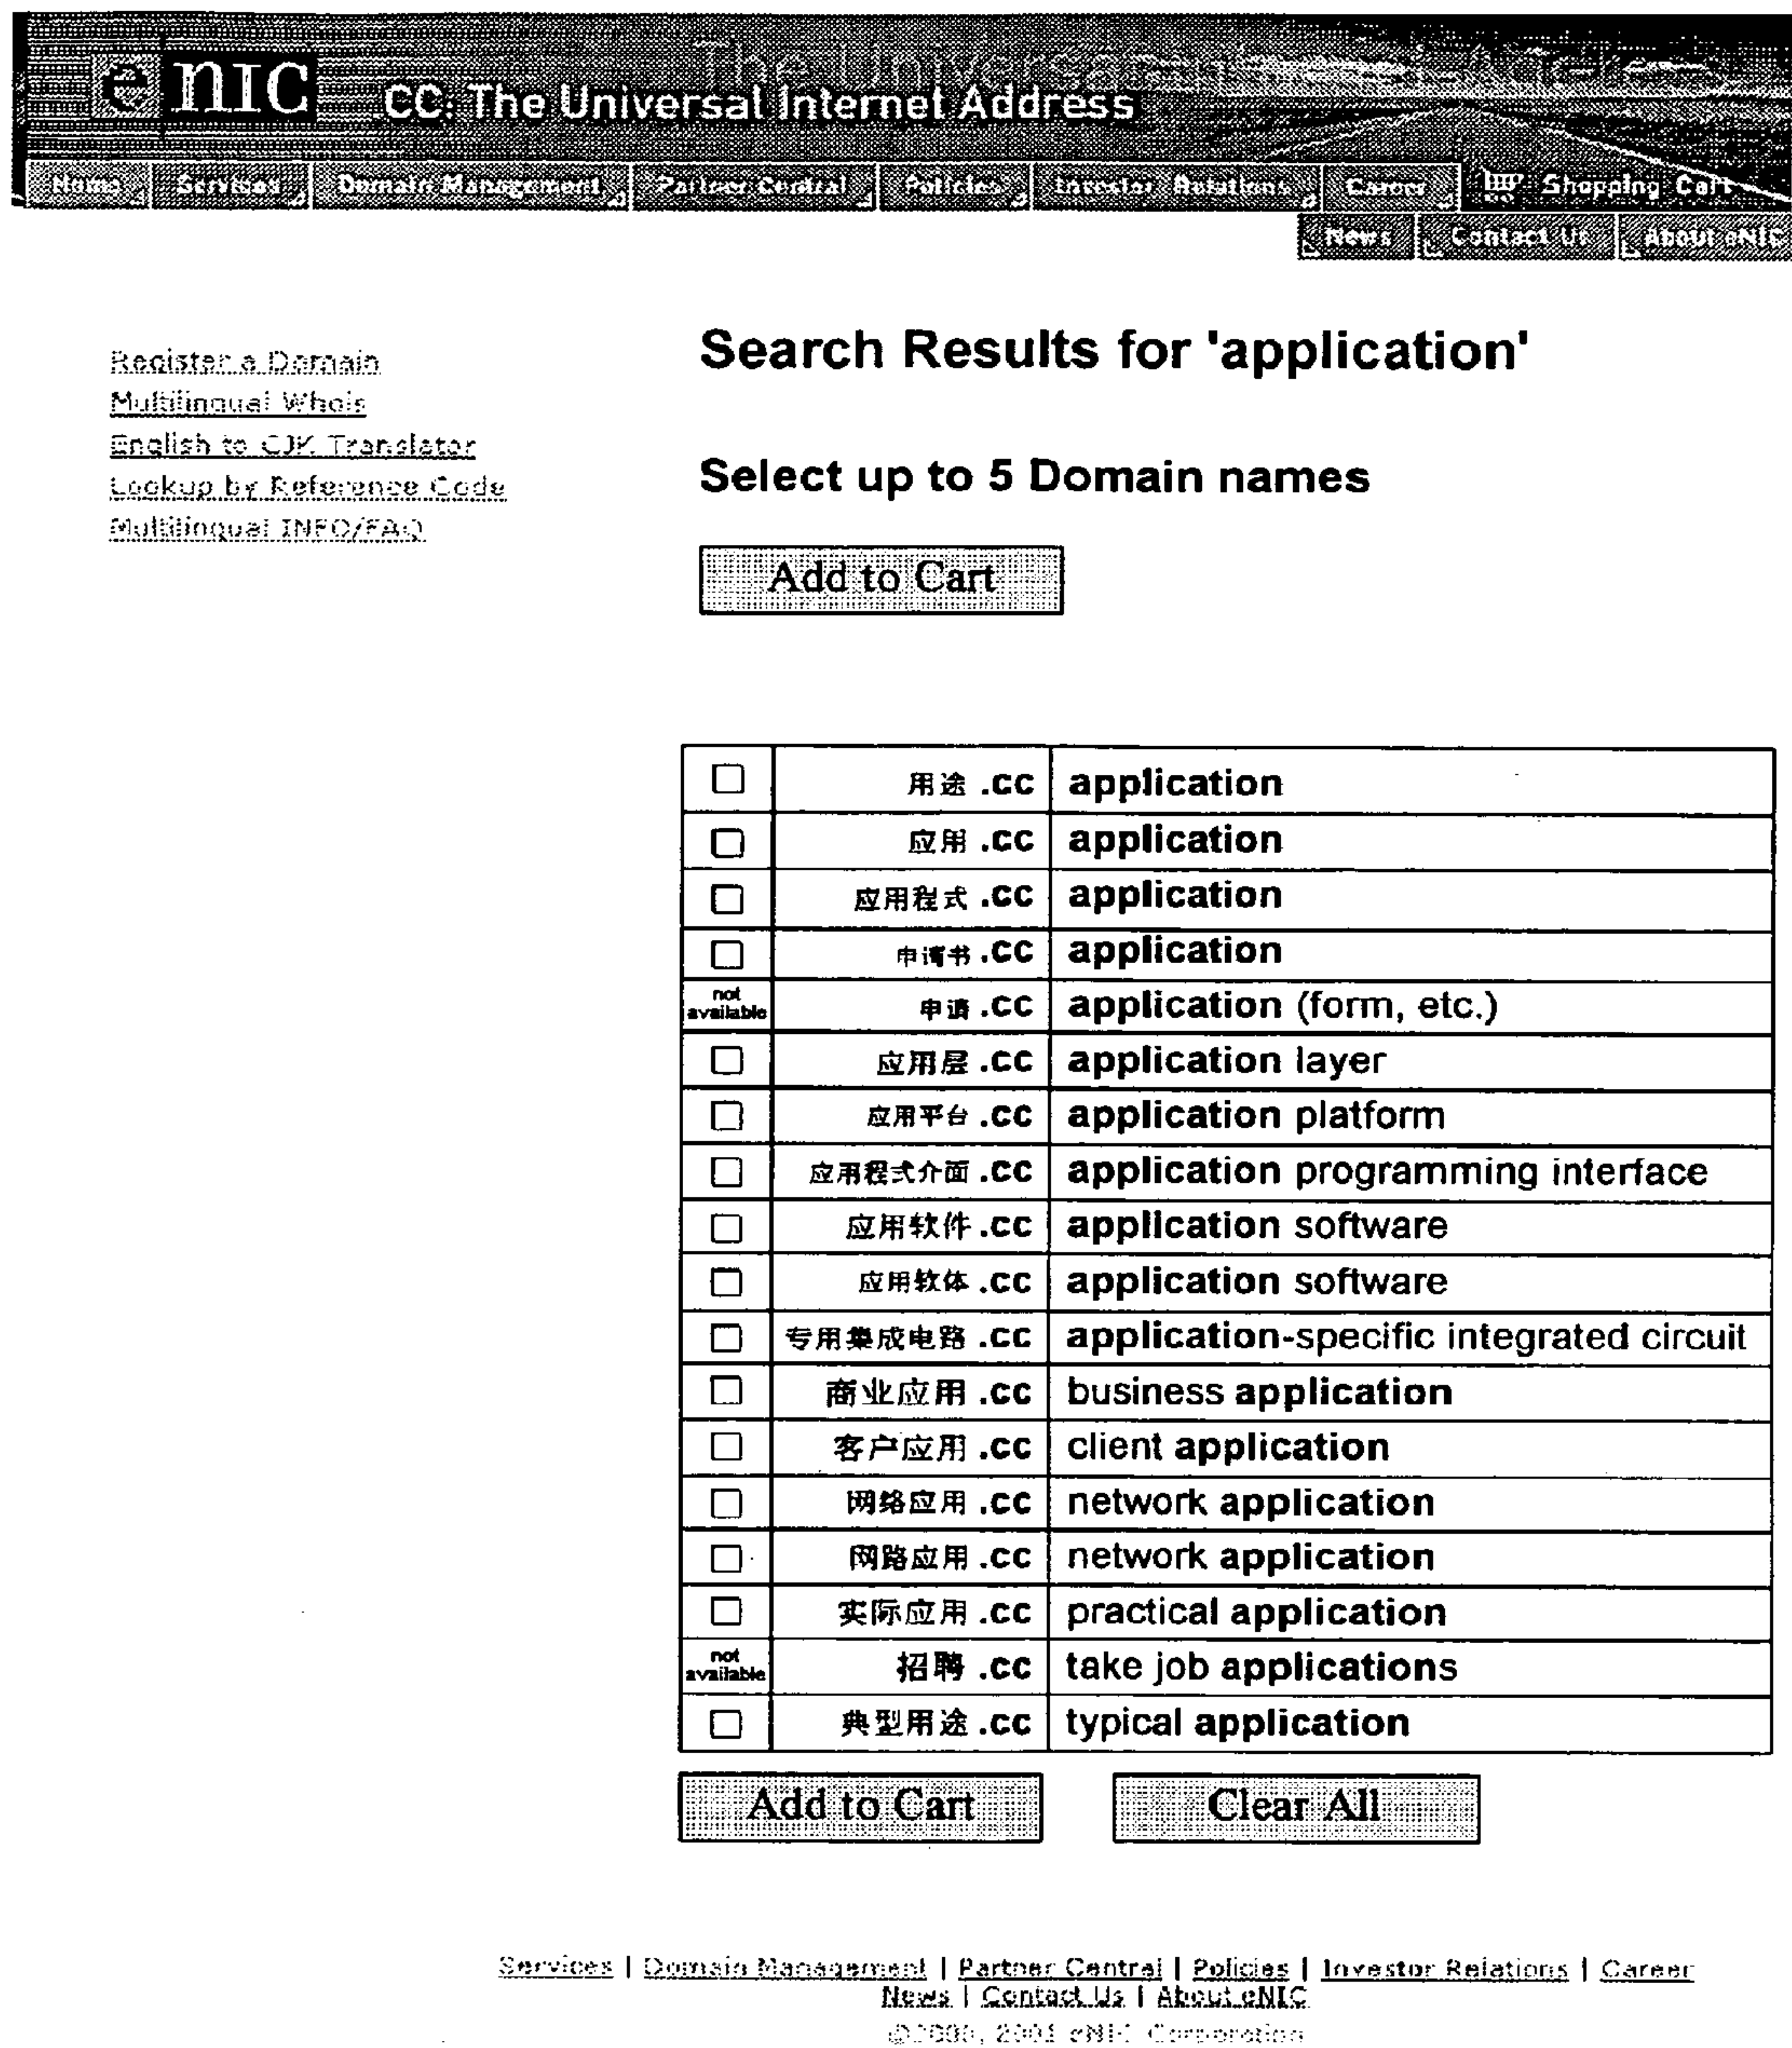 e nic
.CC: The Universal Internet Address
Home Services Domain Management Partner Central Policies Investor Relations Career Shopping Cart
News Contact Us About eNIC
Register a Domain
Multilingual Whois
English to CJK Translator
Lookup by Reference Code
Multilingual INFO/FAQ
Search Results for 'application'
Select up to 5 Domain names
Add to Cart
用途 .cc application
应用 .cc application
应用程式 .cc application
申请书 .cc application
not available 申请 .cc application (form, etc.)
应用层 .cc application layer
应用平台 .cc application platform
应用程式介面 .cc application programming interface
应用软件 .cc application software
应用软体 .cc application software
专用集成电路 .cc application-specific integrated circuit
商业应用 .cc business application
客户应用 .cc client application
网络应用 .cc network application
网路应用 .cc network application
实际应用 .cc practical application
not available 招聘 .cc take job applications
典型用途 .cc typical application
Add to Cart Clear All
Services | Domain Management | Partner Central | Policies | Investor Relations | Career
News | Contact Us | About eNIC
©2000, 2001 eNIC Corporation